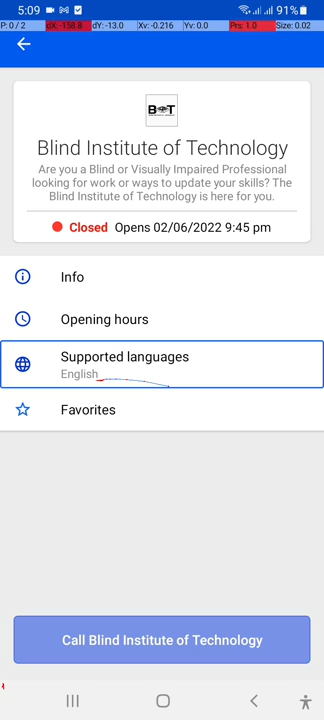 5:09
91%
P: 0 / 2 dX: -158.8 dY: -13.0 Xv: -0.216 Yv: 0.0 Prs: 1.0 Size: 0.02
Blind Institute of Technology
Are you a Blind or Visually Impaired Professional
looking for work or ways to update your skills? The
Blind Institute of Technology is here for you.
Closed Opens 02/06/2022 9:45 pm
Info
Opening hours
Supported languages
English
Favorites
Call Blind Institute of Technology